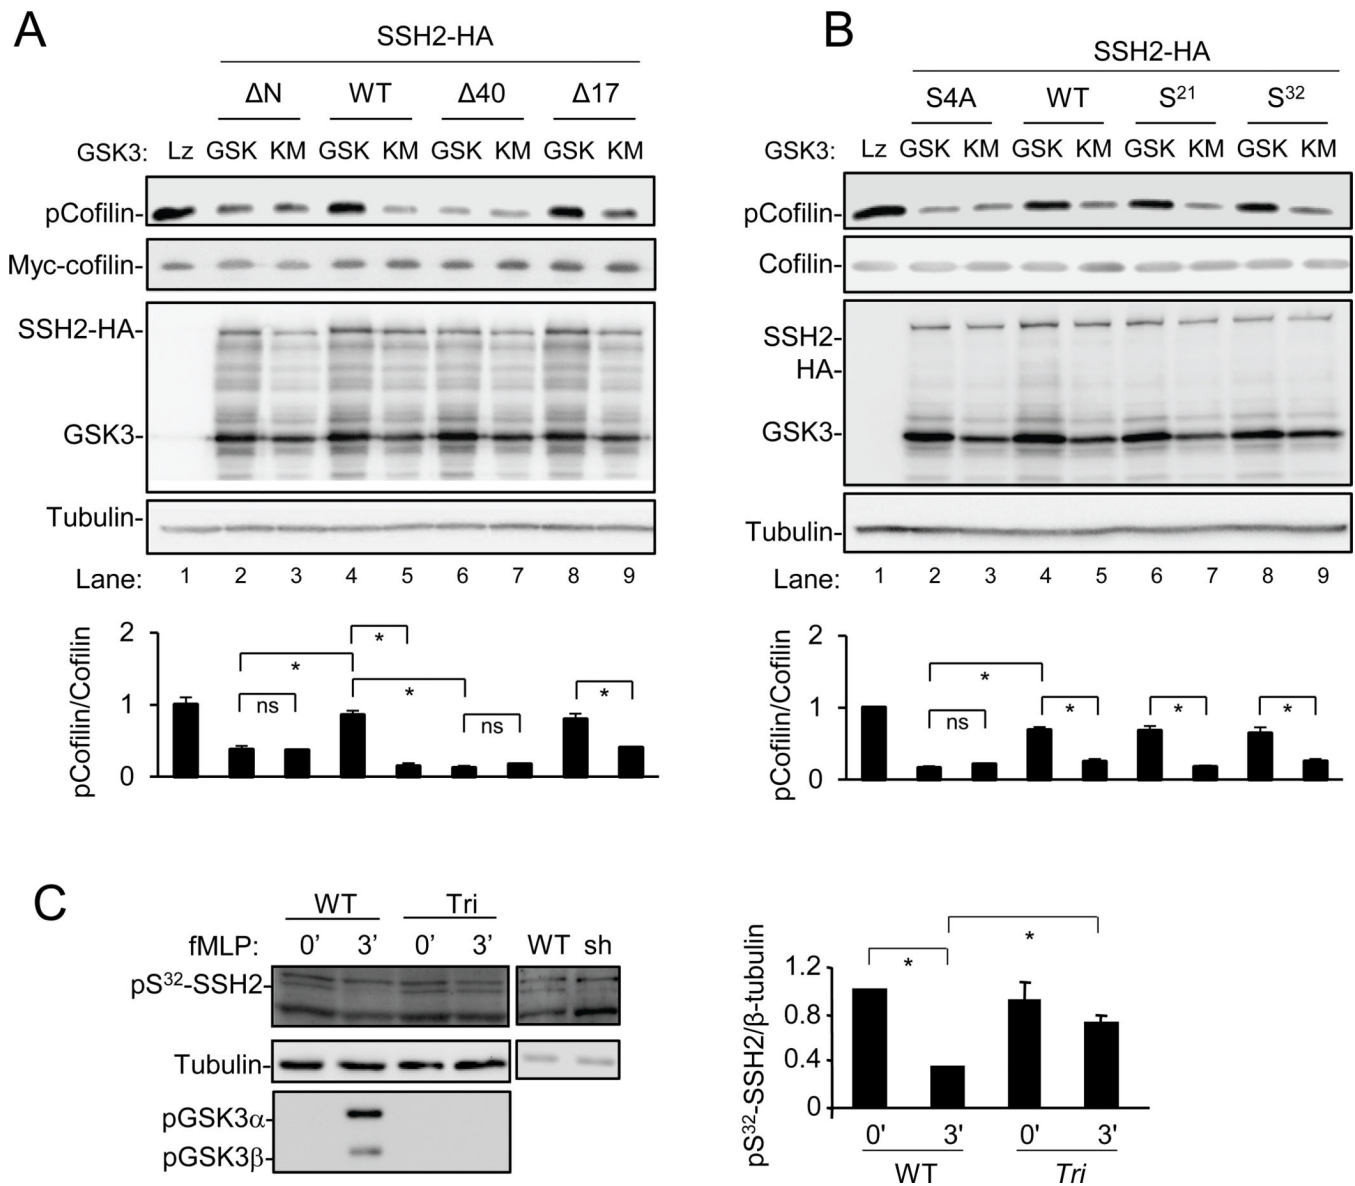 A
SSH2-HA
ΔN WT Δ40 Δ17
GSK3: Lz GSK KM GSK KM GSK KM GSK KM
pCofilin-
Myc-cofilin-
SSH2-HA-
GSK3-
Tubulin-
Lane: 1 2 3 4 5 6 7 8 9
pCofilin/Cofilin
2
1
0
*
*
*
*
ns
ns
B
SSH2-HA
S4A WT S²¹ S³²
GSK3: Lz GSK KM GSK KM GSK KM GSK KM
pCofilin-
Cofilin-
SSH2-
HA-
GSK3-
Tubulin-
Lane: 1 2 3 4 5 6 7 8 9
pCofilin/Cofilin
2
1
0
*
ns
*
*
*
C
WT Tri
fMLP: 0' 3' 0' 3' WT sh
pS³²-SSH2-
Tubulin-
pGSK3α-
pGSK3β-
pS³²-SSH2/β-tubulin
1.2
0.8
0.4
0
*
*
0' 3' 0' 3'
WT Tri